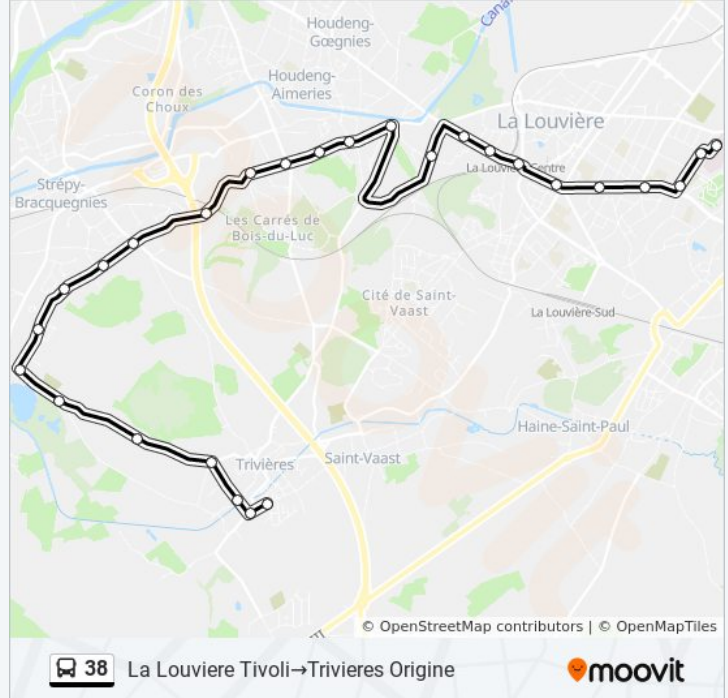 Houdeng-
Gœgnies
Cana
Houdeng-
Aimeries
Coron des
Choux
La Louvière
La Louvière-Centre
Strépy-
Bracquegnies
Les Carrés de
Bois-du-Luc
Cité de Saint-
Vaast
La Louvière-Sud
Haine-Saint-Paul
Trivières
Saint-Vaast
© OpenStreetMap contributors | © OpenMapTiles
38 La Louviere Tivoli→Trivieres Origine
moovit